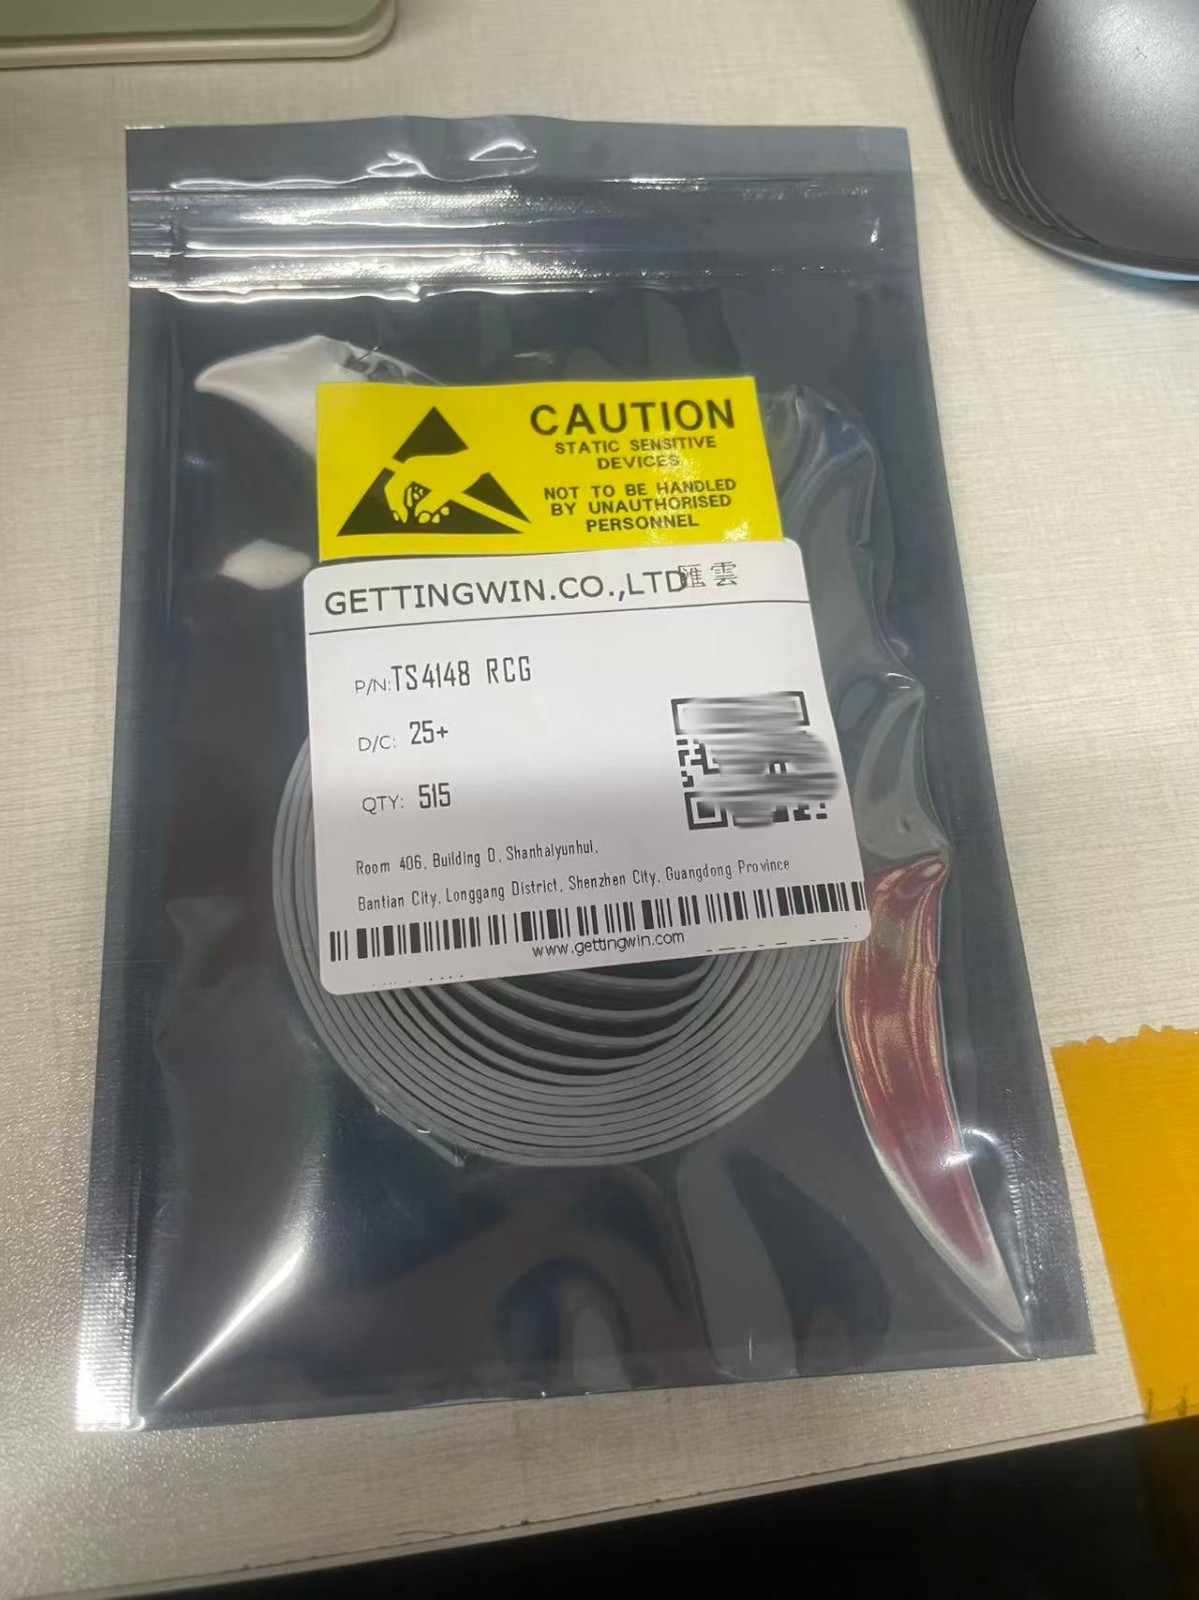 CAUTION
STATIC SENSITIVE
DEVICES
NOT TO BE HANDLED
BY UNAUTHORISED
PERSONNEL
GETTINGWIN.CO.,LTD匯雲
P/N:TS4148 RCG
D/C: 25+
QTY: 515
Room 406, Building D, Shanhaiyunhui,
Bantian City, Longgang District, Shenzhen City, Guangdong Province
www.gettingwin.com